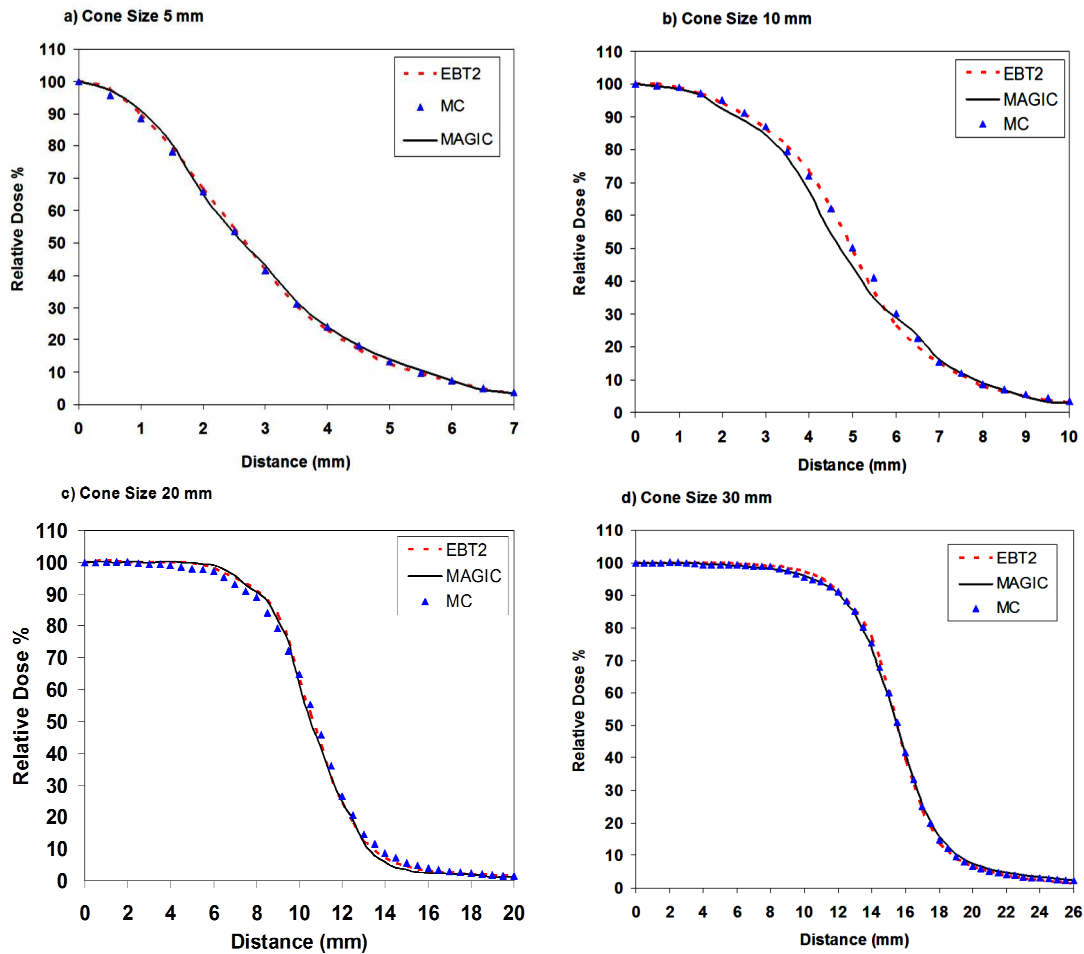 a) Cone Size 5 mm
110
100
90
80
70
60
50
40
30
20
10
0
Relative Dose %
EBT2
MC
MAGIC
0 1 2 3 4 5 6 7
Distance (mm)
b) Cone Size 10 mm
110
100
90
80
70
60
50
40
30
20
10
0
Relative Dose %
EBT2
MAGIC
MC
0 1 2 3 4 5 6 7 8 9 10
Distance (mm)
c) Cone Size 20 mm
110
100
90
80
70
60
50
40
30
20
10
0
Relative Dose %
EBT2
MAGIC
MC
0 2 4 6 8 10 12 14 16 18 20
Distance (mm)
d) Cone Size 30 mm
110
100
90
80
70
60
50
40
30
20
10
0
Relative Dose %
EBT2
MAGIC
MC
0 2 4 6 8 10 12 14 16 18 20 22 24 26
Distance (mm)